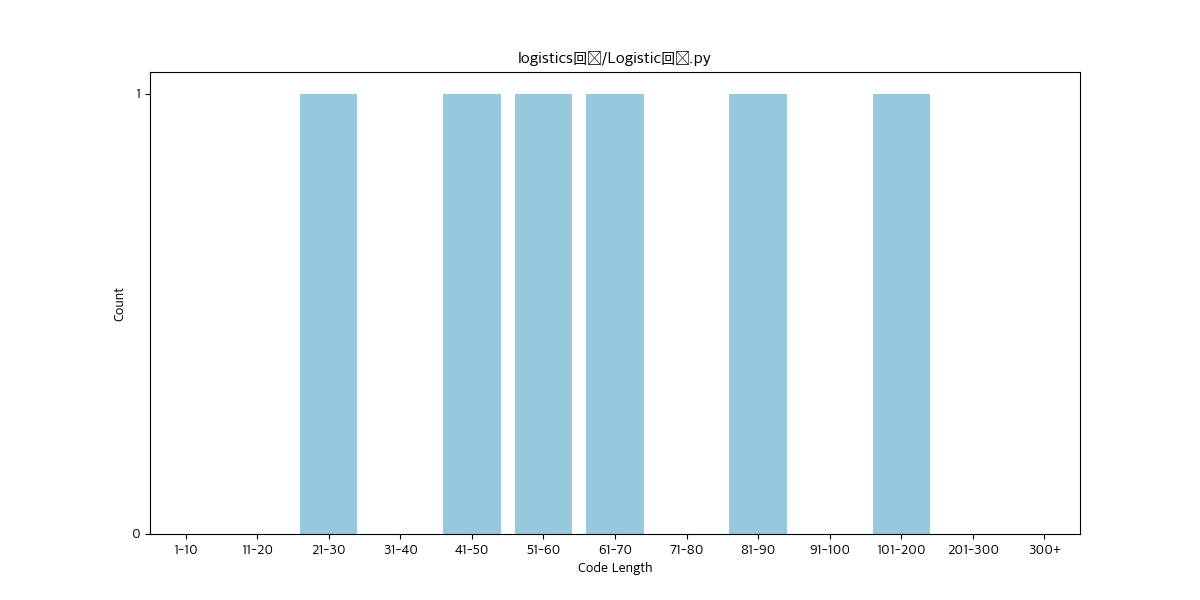 logistics回/Logistic回.py
1
0
Count
1-10 11-20 21-30 31-40 41-50 51-60 61-70 71-80 81-90 91-100 101-200 201-300 300+
Code Length